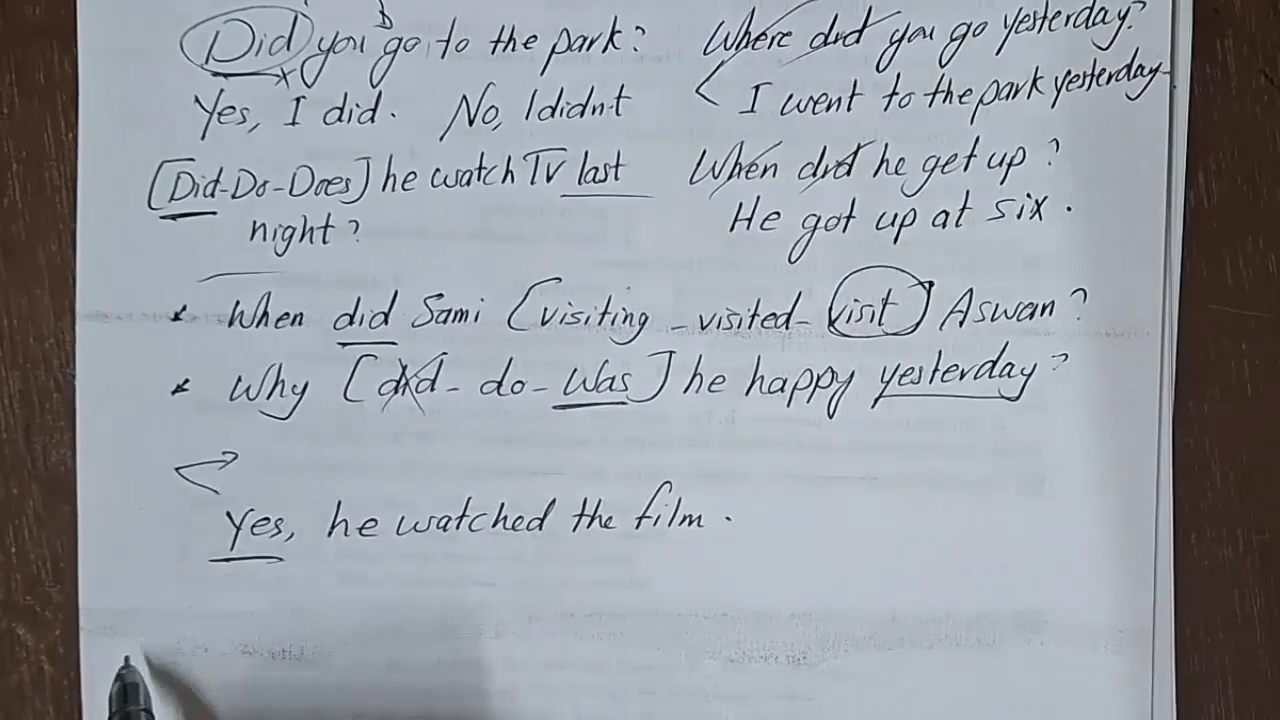 Did you go to the park?
Yes, I did. No, I didn't
[Did-Do-Does] he watch TV last
night?
Where did you go yesterday?
I went to the park yesterday
When did he get up?
He got up at six.
When did Sami [visiting - visited - visit] Aswan?
Why [did - do - was] he happy yesterday?
Yes, he watched the film.